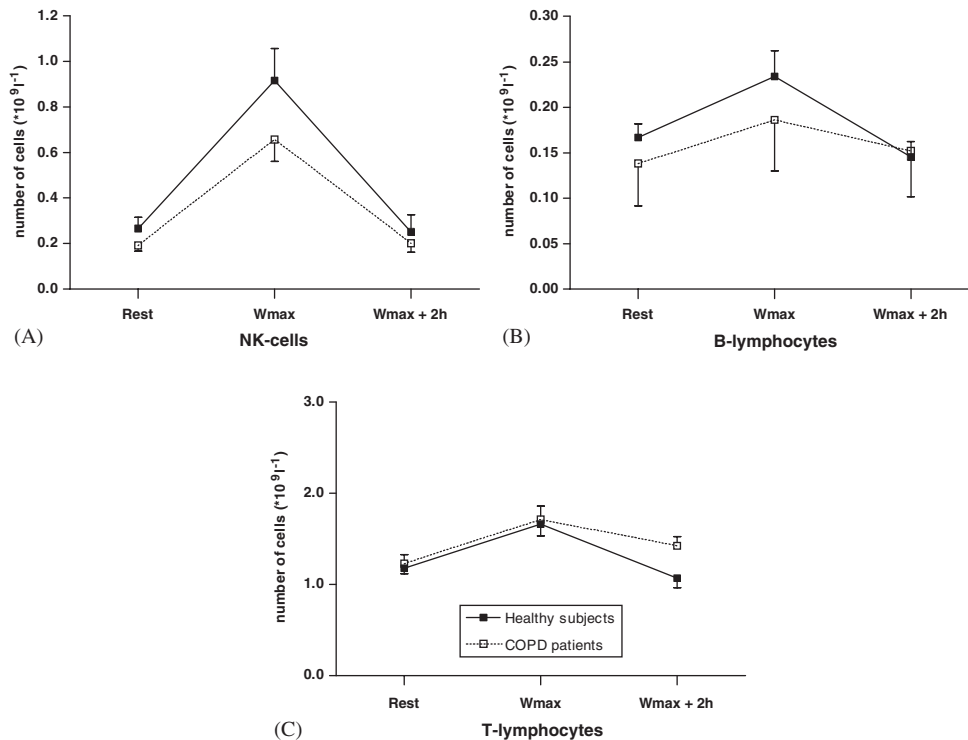 1.2
1.0
0.8
0.6
0.4
0.2
0.0
number of cells (*10 9l-1)
Rest
Wmax
Wmax + 2h
NK-cells
(A)
0.30
0.25
0.20
0.15
0.10
0.05
0.00
number of cells (*10 9l-1)
Rest
Wmax
Wmax + 2h
B-lymphocytes
(B)
3.0
2.0
1.0
0.0
number of cells (*10 9l-1)
Healthy subjects
COPD patients
Rest
Wmax
Wmax + 2h
T-lymphocytes
(C)